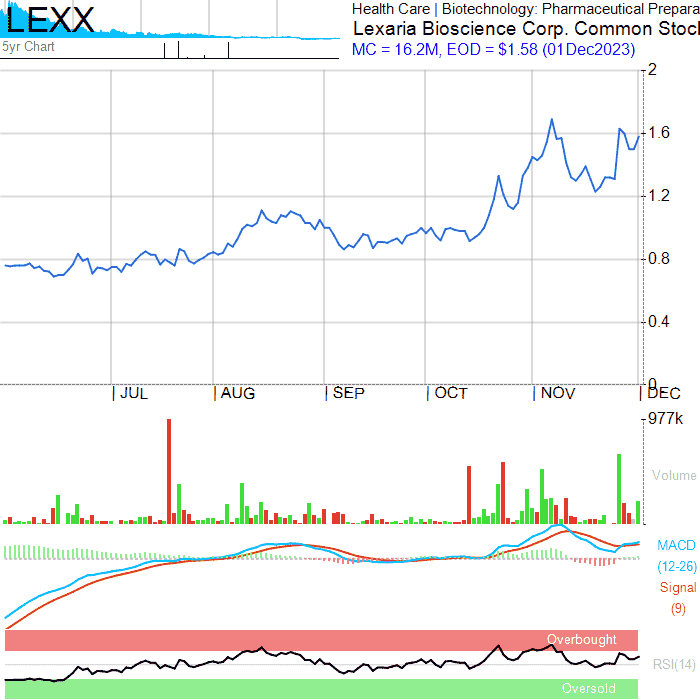 LEXX
5yr Chart
Health Care | Biotechnology: Pharmaceutical Prepara
Lexaria Bioscience Corp. Common Stoc
MC = 16.2M, EOD = $1.58 (01Dec2023)
2
1.6
1.2
0.8
0.4
0
JUL AUG SEP OCT NOV DEC
977k
Volume
MACD
(12-26)
Signal
(9)
Overbought
RSI(14)
Oversold